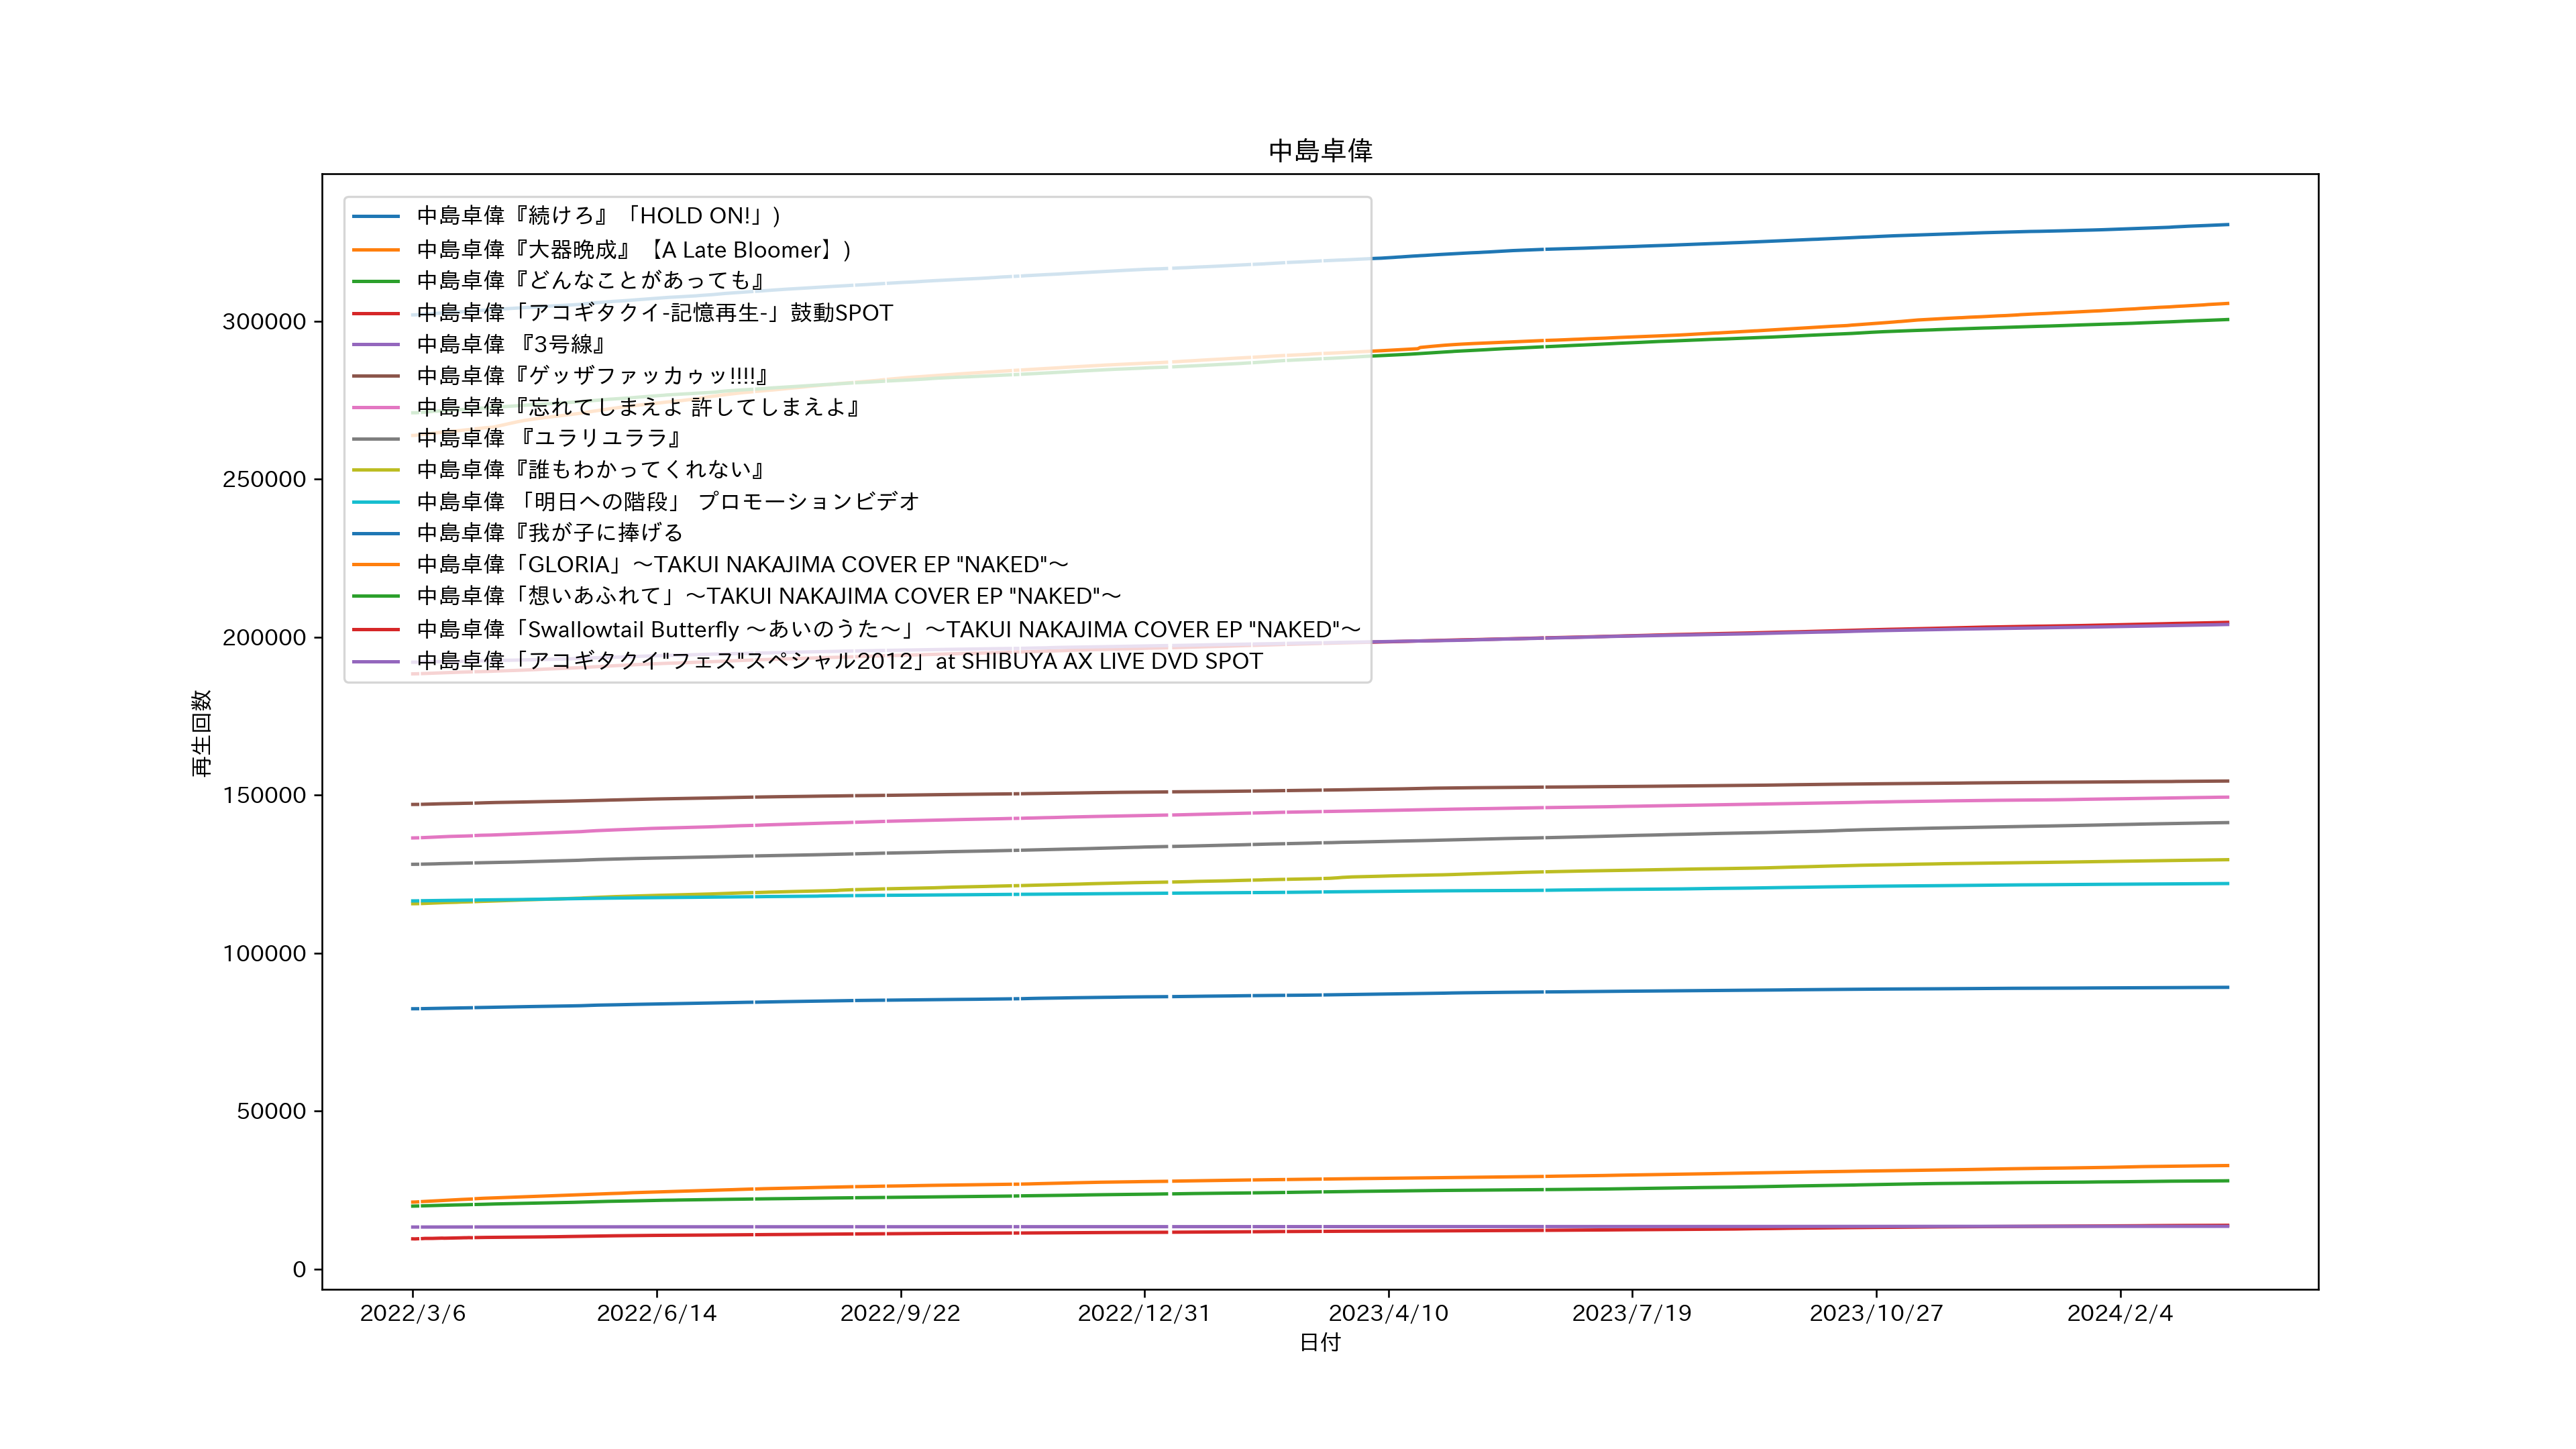 中島卓偉
中島卓偉『続けろ』「HOLD ON!」)
中島卓偉『大器晩成』【A Late Bloomer】)
中島卓偉『どんなことがあっても』
中島卓偉「アコギタクイ-記憶再生-」鼓動SPOT
中島卓偉 『3号線』
中島卓偉『ゲッザファッカゥッ!!!!』
中島卓偉『忘れてしまえよ 許してしまえよ』
中島卓偉 『ユラリユララ』
中島卓偉『誰もわかってくれない』
中島卓偉 「明日への階段」 プロモーションビデオ
中島卓偉『我が子に捧げる
中島卓偉「GLORIA」～TAKUI NAKAJIMA COVER EP "NAKED"～
中島卓偉「想いあふれて」～TAKUI NAKAJIMA COVER EP "NAKED"～
中島卓偉「Swallowtail Butterfly ～あいのうた～」～TAKUI NAKAJIMA COVER EP "NAKED"～
中島卓偉「アコギタクイ"フェス"スペシャル2012」at SHIBUYA AX LIVE DVD SPOT
300000
250000
200000
150000
100000
50000
0
再生回数
2022/3/6
2022/6/14
2022/9/22
2022/12/31
2023/4/10
2023/7/19
2023/10/27
2024/2/4
日付